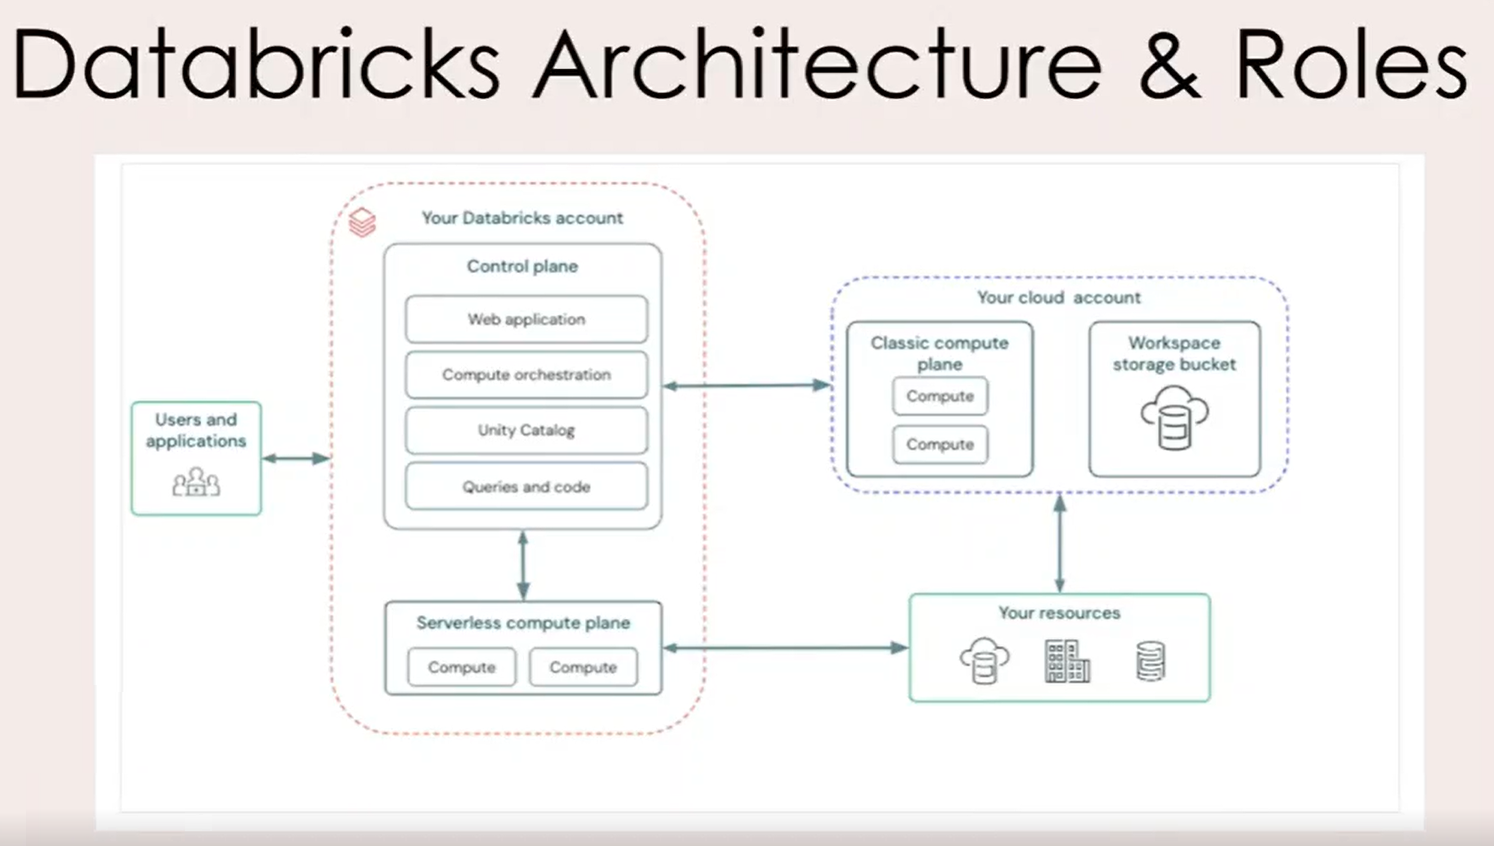 Databricks Architecture & Roles
Your Databricks account
Control plane
Web application
Compute orchestration
Unity Catalog
Queries and code
Users and
applications
Serverless compute plane
Compute
Compute
Your cloud account
Classic compute
plane
Compute
Compute
Workspace
storage bucket
Your resources